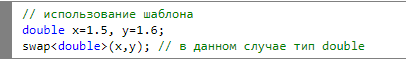 // использование шаблона
double x=1.5, y=1.6;
swap<double>(x,y); // в данном случае тип double